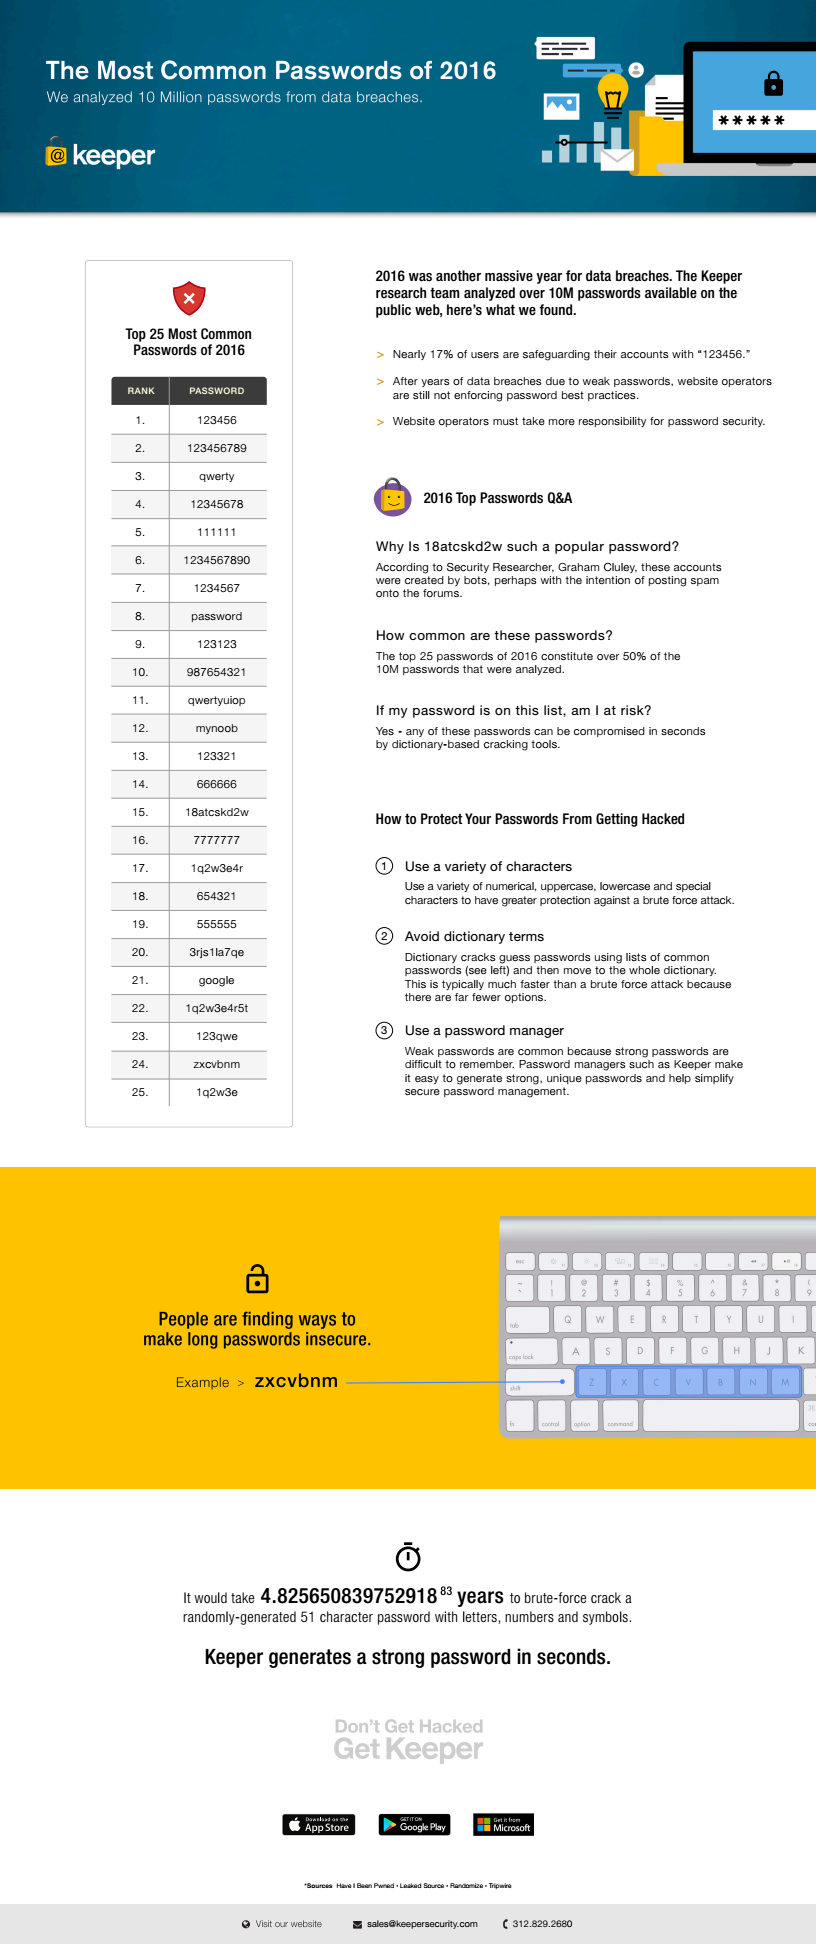 The Most Common Passwords of 2016
We analyzed 10 Million passwords from data breaches.
@ keeper
*****
Top 25 Most Common
Passwords of 2016
RANK PASSWORD
1. 123456
2. 123456789
3. qwerty
4. 12345678
5. 111111
6. 1234567890
7. 1234567
8. password
9. 123123
10. 987654321
11. qwertyuiop
12. mynoob
13. 123321
14. 666666
15. 18atcskd2w
16. 7777777
17. 1q2w3e4r
18. 654321
19. 555555
20. 3rjs1la7qe
21. google
22. 1q2w3e4r5t
23. 123qwe
24. zxcvbnm
25. 1q2w3e
2016 was another massive year for data breaches. The Keeper
research team analyzed over 10M passwords available on the
public web, here's what we found.
> Nearly 17% of users are safeguarding their accounts with "123456."
> After years of data breaches due to weak passwords, website operators
are still not enforcing password best practices.
> Website operators must take more responsibility for password security.
2016 Top Passwords Q&A
Why Is 18atcskd2w such a popular password?
According to Security Researcher, Graham Cluley, these accounts
were created by bots, perhaps with the intention of posting spam
onto the forums.
How common are these passwords?
The top 25 passwords of 2016 constitute over 50% of the
10M passwords that were analyzed.
If my password is on this list, am I at risk?
Yes - any of these passwords can be compromised in seconds
by dictionary-based cracking tools.
How to Protect Your Passwords From Getting Hacked
1 Use a variety of characters
Use a variety of numerical, uppercase, lowercase and special
characters to have greater protection against a brute force attack.
2 Avoid dictionary terms
Dictionary cracks guess passwords using lists of common
passwords (see left) and then move to the whole dictionary.
This is typically much faster than a brute force attack because
there are far fewer options.
3 Use a password manager
Weak passwords are common because strong passwords are
difficult to remember. Password managers such as Keeper make
it easy to generate strong, unique passwords and help simplify
secure password management.
People are finding ways to
make long passwords insecure.
Example > zxcvbnm
esc
~ ! @ # $ % ^ & * (
` 1 2 3 4 5 6 7 8 9
tab Q W E R T Y U I
caps lock A S D F G H J K
shift Z X C V B N M
fn control option command
It would take 4.825650839752918 83 years to brute-force crack a
randomly-generated 51 character password with letters, numbers and symbols.
Keeper generates a strong password in seconds.
Don't Get Hacked
Get Keeper
Download on the
App Store
GET IT ON
Google Play
Get it from
Microsoft
*Sources Have I Been Pwned • Leaked Source • Randomize • Tripwire
Visit our website sales@keepersecurity.com 312.829.2680